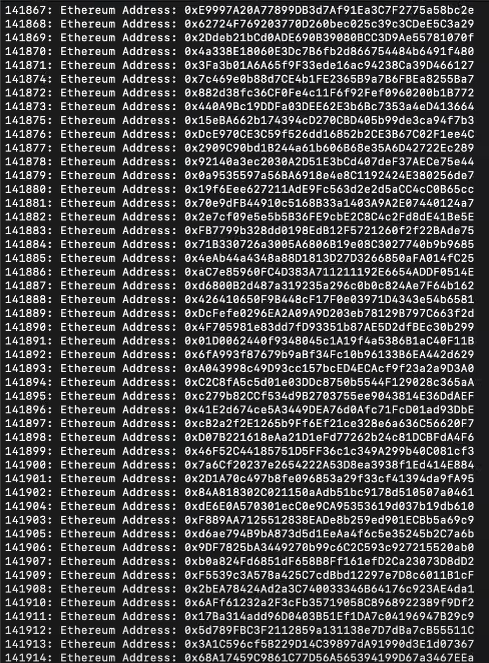 141867: Ethereum Address: 0xE9997A20A77899DB3d7Af91Ea3C7F2775a58bc2e
141868: Ethereum Address: 0x62724F769203770D260bec025c39c3CDeE5C3a29
141869: Ethereum Address: 0x2Ddeb21bCd0ADE690B39080BCC3D9Ae55781070f
141870: Ethereum Address: 0x4a338E18060E3Dc7B6fb2d866754484b6491f480
141871: Ethereum Address: 0x3Fa3b01A6A65f9F33ede16ac94238Ca39D466127
141874: Ethereum Address: 0x7c469e0b88d7CE4b1FE2365B9a7B6FBEa8255Ba7
141872: Ethereum Address: 0x882d38fc36CF0Fe4c11F6f92Fef0960200b1B772
141873: Ethereum Address: 0x440A9Bc19DDFa03DEE62E3b6Bc7353a4eD413664
141875: Ethereum Address: 0x15eBA662b174394cD270CBD405b99de3ca94f7b3
141876: Ethereum Address: 0xDcE970CE3C59f526dd16852b2CE3B67C02F1ee4C
141877: Ethereum Address: 0x2909C90bd1B244a61b606B68e35A6D42722Ec289
141878: Ethereum Address: 0x92140a3ec2030A2D51E3bCd407deF37AECe75e44
141879: Ethereum Address: 0x0a9535597a56BA6918e4e8C1192424E380256de7
141880: Ethereum Address: 0x19f6Eee627211AdE9Fc563d2e2d5aCC4cC0B65cc
141881: Ethereum Address: 0x70e9dFB44910c5168B33a1403A9A2E07440124a7
141882: Ethereum Address: 0x2e7cf09e5e5b5B36FE9cbE2C8C4c2Fd8dE41Be5E
141883: Ethereum Address: 0xFB7799b328dd0198EdB12F5721260f2f22BAde75
141884: Ethereum Address: 0x71B330726a3005A6806B19e08C3027740b9b9685
141885: Ethereum Address: 0x4eAb44a4348a88D1813D27D3266850aFA014fC25
141886: Ethereum Address: 0xaC7e85960FC4D383A711211192E6654ADDF0514E
141887: Ethereum Address: 0xd6800B2d487a319235a296c0b0c824Ae7F64b162
141888: Ethereum Address: 0x426410650F9B448cF17F0e03971D4343e54b6581
141889: Ethereum Address: 0xDcFefe0296EA2A09A9D203eb78129B797C663f2d
141890: Ethereum Address: 0x4F705981e83dd7fD93351b87AE5D2dfBEc30b299
141891: Ethereum Address: 0x01D0062440f9348045c1A19f4a5386B1aC40F11B
141892: Ethereum Address: 0x6fA993f87679b9aBf34Fc10b96133B6EA442d629
141893: Ethereum Address: 0xA043998c49D93cc157bcED4ECAcf9f23a2a9D3A0
141894: Ethereum Address: 0xC2C8fA5c5d01e03DDc8750b5544F129028c365aA
141895: Ethereum Address: 0xc279b82CCf534d9B2703755ee9043814E36DdAEF
141896: Ethereum Address: 0x41E2d674ce5A3449DEA76d0Afc71FcD01ad93DbE
141897: Ethereum Address: 0xcB2a2f2E1265b9Ff6Ef21ce328e6a636C56620F7
141898: Ethereum Address: 0xD07B221618eAa21D1eFd77262b24c81DCBFdA4F6
141899: Ethereum Address: 0x46F52C44185751D5FF36c1c349A299b40C081cf3
141900: Ethereum Address: 0x7a6Cf20237e2654222A53D8ea3938f1Ed414E884
141901: Ethereum Address: 0x2D1A70c497b8fe096853a29f33cf41394da9fA95
141902: Ethereum Address: 0x84A818302C021150aAdb51bc9178d510507a0461
141904: Ethereum Address: 0xdE6E0A570301ecC0e9CA95353619d037b19db610
141903: Ethereum Address: 0xF889AA7125512838EADe8b259ed901ECBb5a69c9
141905: Ethereum Address: 0xd6ae794B9bA873d5d1EeAa4f6c5e35245b2C7a6b
141906: Ethereum Address: 0x9DF7825bA3449270b99c6C2C593c927215520ab0
141907: Ethereum Address: 0xb0a824Fd6851dF658B8Ff161efD2Ca23073D8dD2
141909: Ethereum Address: 0xF5539c3A578a425C7cdBbd12297e7D8c6011B1cF
141908: Ethereum Address: 0x2bEA78424Ad2a3C740033346B64176c923AE4da1
141910: Ethereum Address: 0x6AFf61232a2F3cFb35719058C8968922389f9Df2
141911: Ethereum Address: 0x17Ba314add96D0403B51Ef1DA7c04196947B29c9
141912: Ethereum Address: 0x5d789FBC3F2112859a131138e7D7dBa7cB55511C
141913: Ethereum Address: 0x3A1C596cf5B229D14C39897dA91990d3E1d07367
141914: Ethereum Address: 0x68A17459C9861C77D56A565394199D67a3467EEa